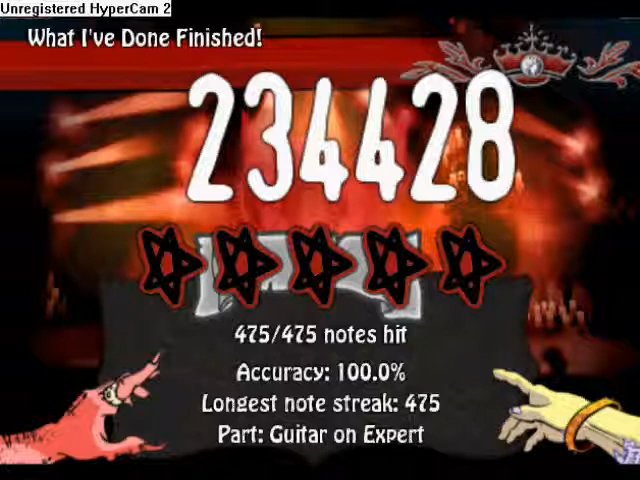 Unregistered HyperCam 2
What I've Done Finished!
234428
475/475 notes hit
Accuracy: 100.0%
Longest note streak: 475
Part: Guitar on Expert